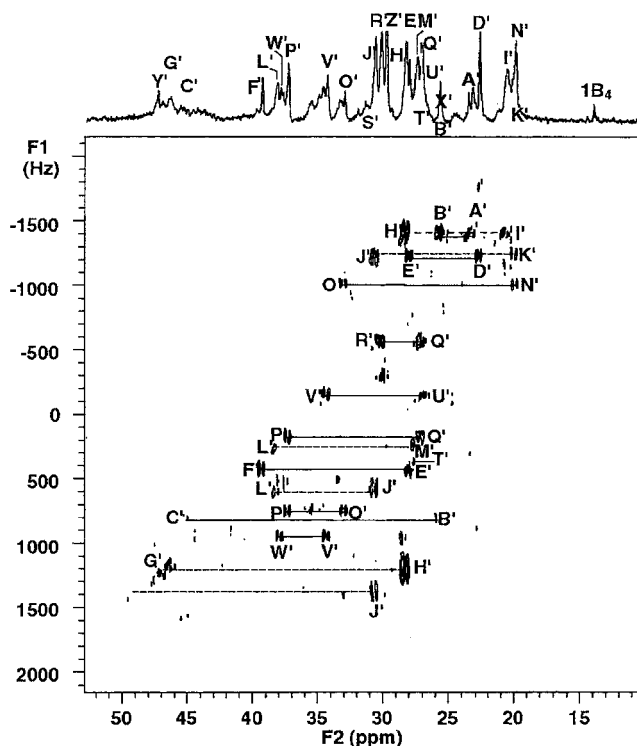 R' Z' EM' D' N'
G' W' P' J H Q'
L' V' I'
Y' C' F' O' U' A'
X' 1B₄
S' T' B' K'
F1
(Hz)
-1500 B' A'
H I'
J' K'
E' D'
-1000 O N'
-500 R' Q'
0 V' U'
P Q'
L M' T'
500 F E'
L' J'
P O'
C' B'
1000 W' V'
G' H'
1500 J'
2000
50 45 40 35 30 25 20 15
F2 (ppm)